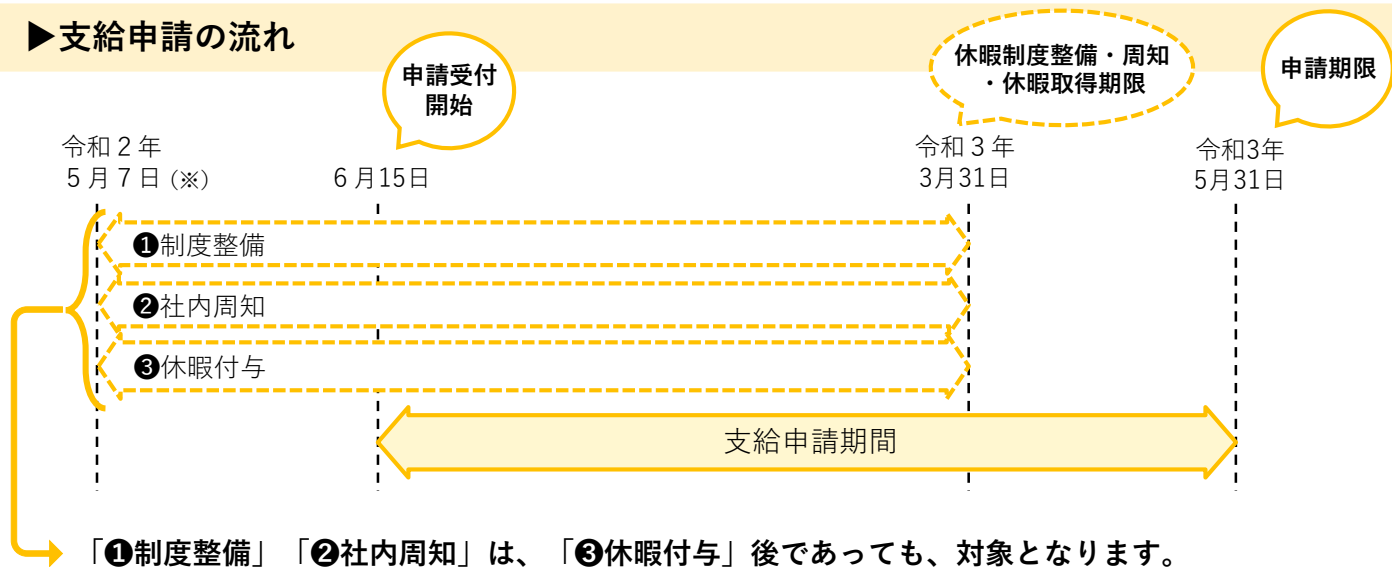 ▶支給申請の流れ
申請受付
開始
休暇制度整備・周知
・休暇取得期限
申請期限
令和２年
５月７日(※)
６月15日
令和３年
3月31日
令和3年
5月31日
❶制度整備
❷社内周知
❸休暇付与
支給申請期間
「❶制度整備」「❷社内周知」は、「❸休暇付与」後であっても、対象となります。